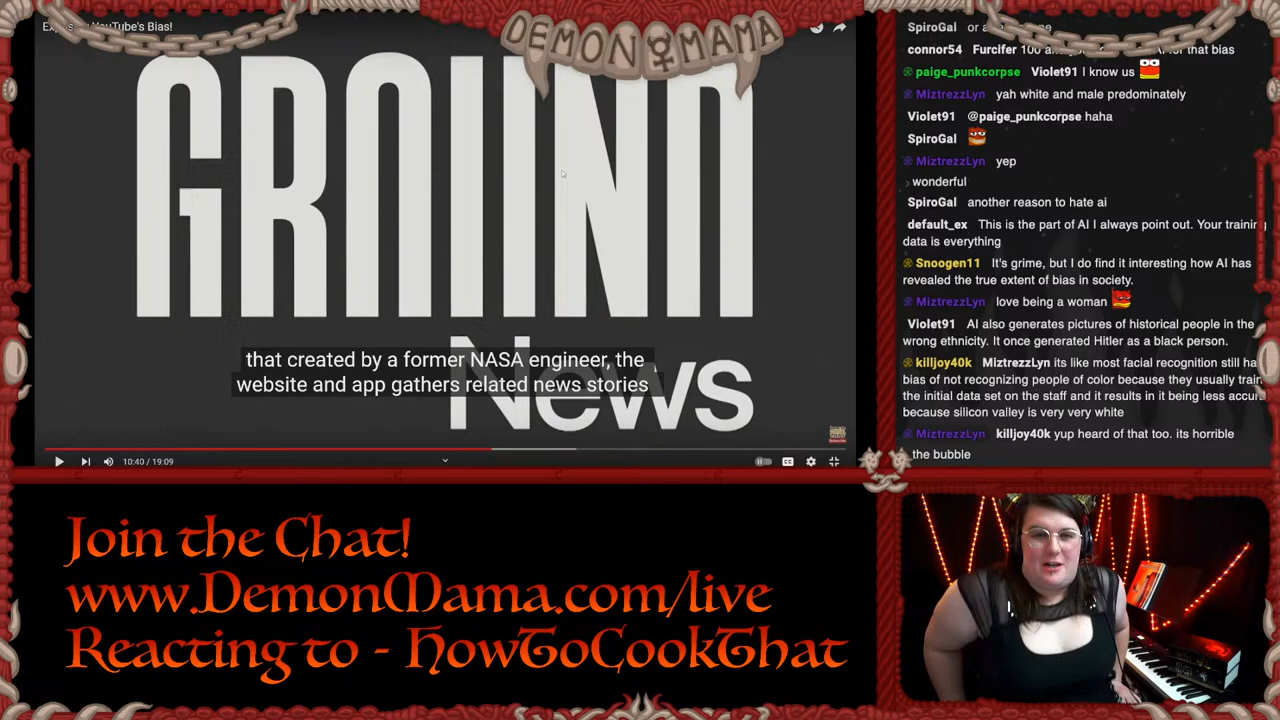 YouTube's Bias!
DEMON MAMA
GROUND
News
that created by a former NASA engineer, the
website and app gathers related news stories
10:40 / 19:09
Join the Chat!
www.DemonMama.com/live
Reacting to - HowToCookThat
SpiroGal or a
connor54 Furcifer 100 for that bias
paige_punkcorpse Violet91 I know us
MiztrezzLyn yah white and male predominately
Violet91 @paige_punkcorpse haha
SpiroGal
MiztrezzLyn yep
wonderful
SpiroGal another reason to hate ai
default_ex This is the part of AI I always point out. Your trainin
data is everything
Snoogen11 It's grime, but I do find it interesting how AI has
revealed the true extent of bias in society.
MiztrezzLyn love being a woman
Violet91 AI also generates pictures of historical people in the
wrong ethnicity. It once generated Hitler as a black person.
killjoy40k MiztrezzLyn its like most facial recognition still ha
bias of not recognizing people of color because they usually train
the initial data set on the staff and it results in it being less accur
because silicon valley is very very white
MiztrezzLyn killjoy40k yup heard of that too. its horrible
the bubble